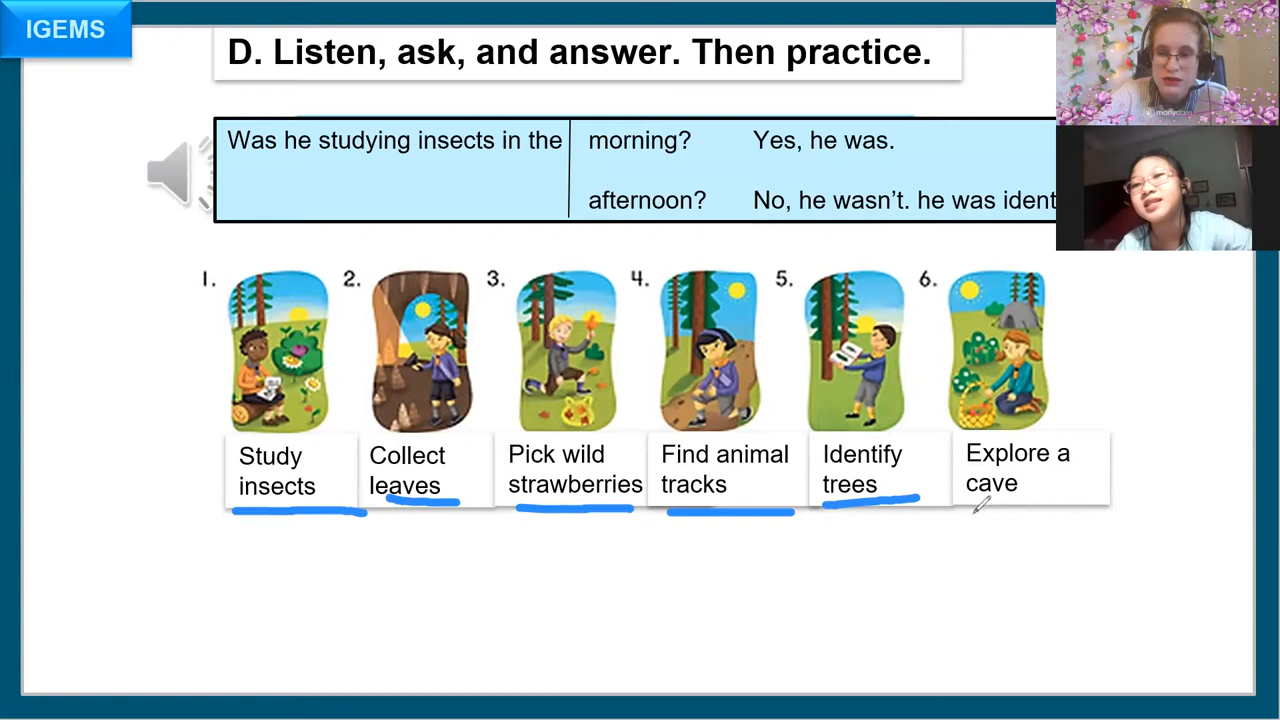 IGEMS
D. Listen, ask, and answer. Then practice.
Was he studying insects in the morning? Yes, he was.
afternoon? No, he wasn't. he was ident
1. 2. 3. 4. 5. 6.
Study
insects
Collect
leaves
Pick wild
strawberries
Find animal
tracks
Identify
trees
Explore a
cave